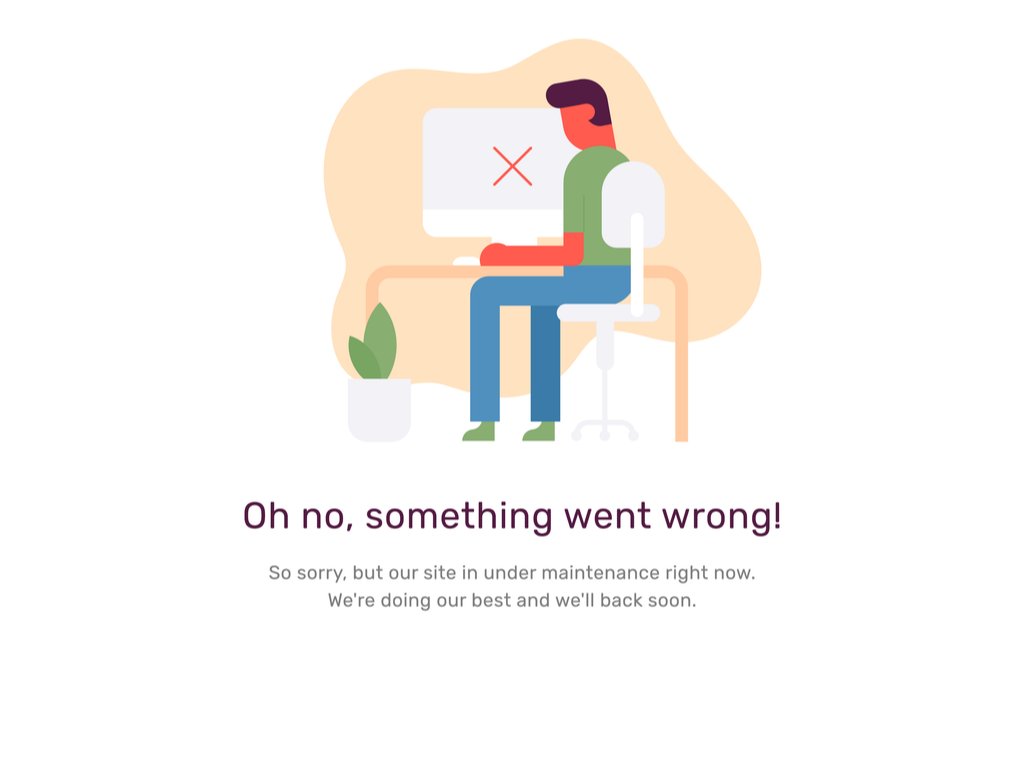 Oh no, something went wrong!
So sorry, but our site in under maintenance right now.
We're doing our best and we'll back soon.